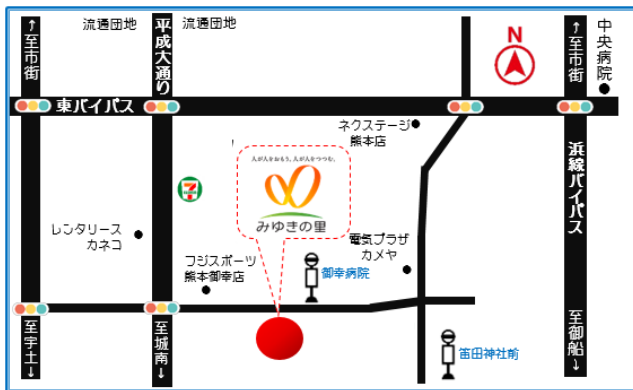 ↑至市街
流通団地
平成大通り
流通団地
N
↑至市街
中央病院
東バイパス
ネクステージ
熊本店
浜線バイパス
人が人をおもう。人が人をつつむ。
みゆきの里
7
ELEVEN
レンタリース
カネコ
電気プラザ
カメヤ
フジスポーツ
熊本御幸店
御幸病院
至宇土↓
至城南↓
笛田神社前
至御船↓